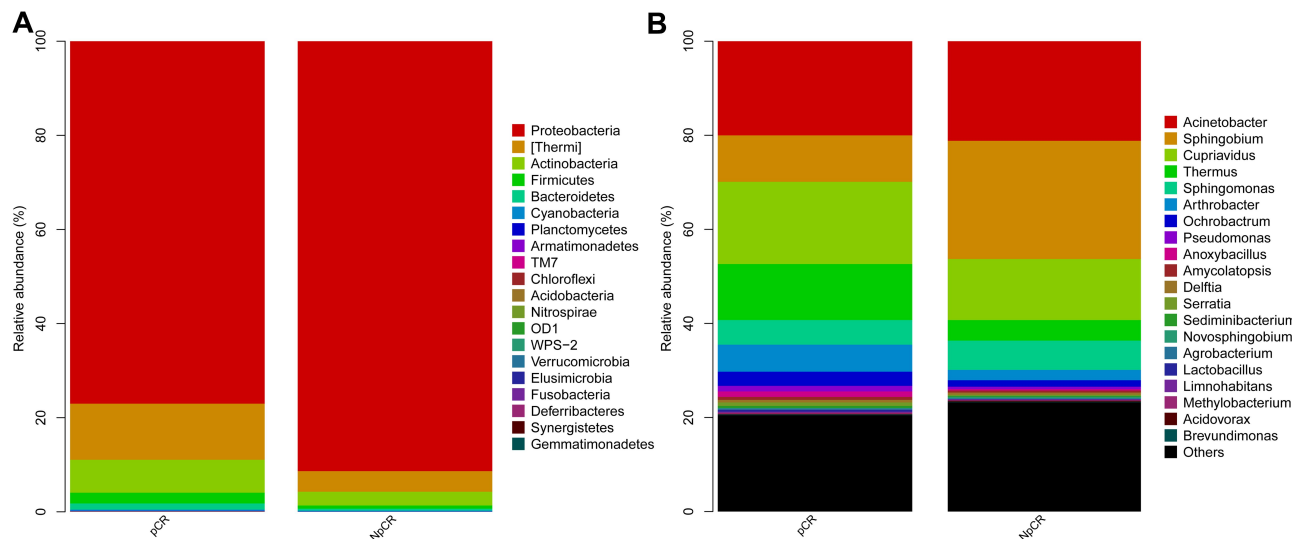 A
Relative abundance (%)
100
80
60
40
20
0
pCR
NpCR
Proteobacteria
[Thermi]
Actinobacteria
Firmicutes
Bacteroidetes
Cyanobacteria
Planctomycetes
Armatimonadetes
TM7
Chloroflexi
Acidobacteria
Nitrospirae
OD1
WPS−2
Verrucomicrobia
Elusimicrobia
Fusobacteria
Deferribacteres
Synergistetes
Gemmatimonadetes
B
Relative abundance (%)
100
80
60
40
20
0
pCR
NpCR
Acinetobacter
Sphingobium
Cupriavidus
Thermus
Sphingomonas
Arthrobacter
Ochrobactrum
Pseudomonas
Anoxybacillus
Amycolatopsis
Delftia
Serratia
Sediminibacterium
Novosphingobium
Agrobacterium
Lactobacillus
Limnohabitans
Methylobacterium
Acidovorax
Brevundimonas
Others